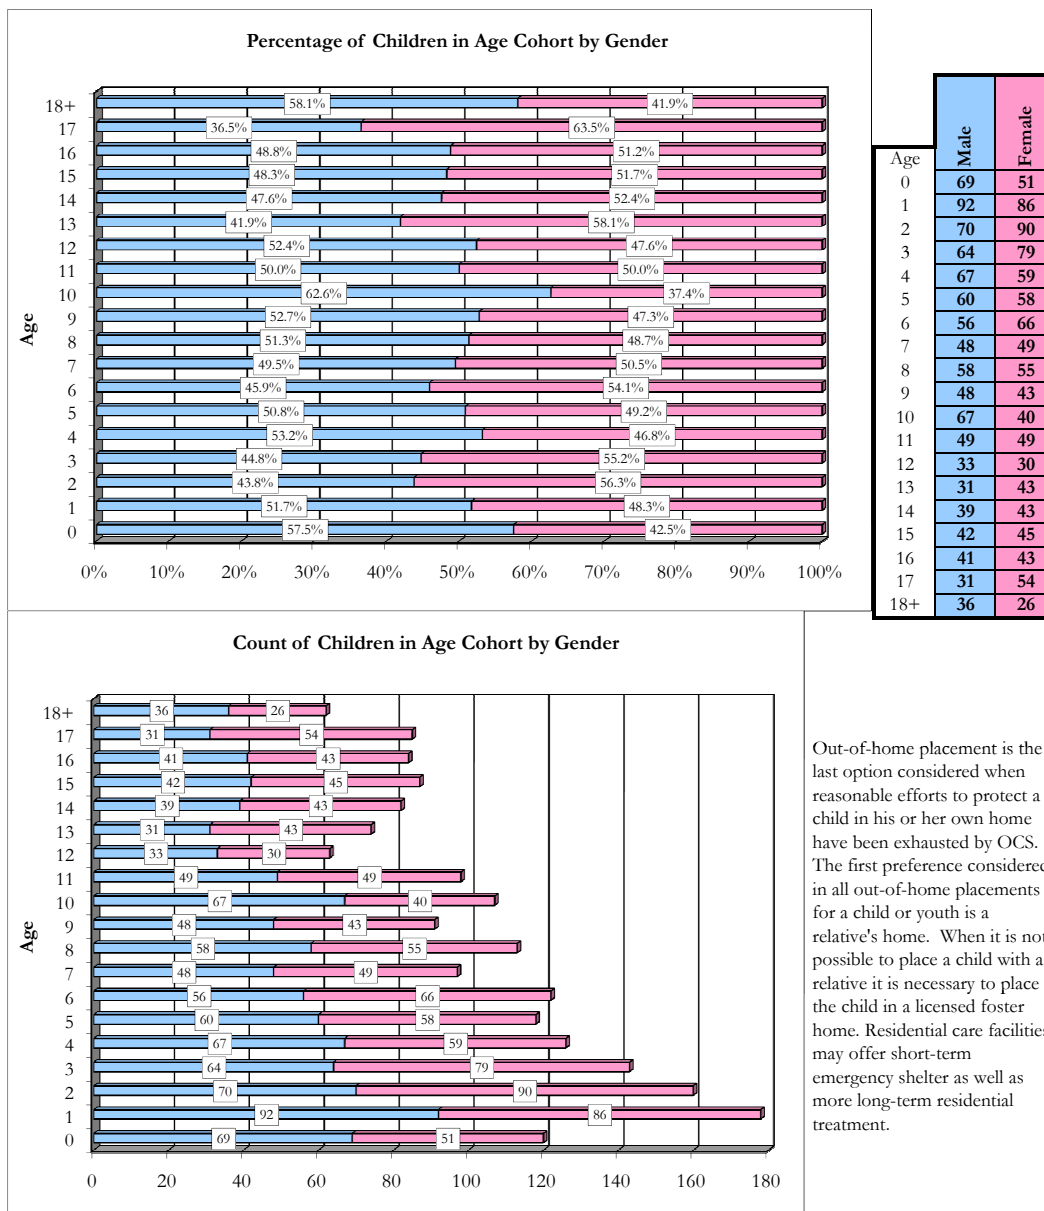 Percentage of Children in Age Cohort by Gender
Age
18+ 58.1% 41.9%
17 36.5% 63.5%
16 48.8% 51.2%
15 48.3% 51.7%
14 47.6% 52.4%
13 41.9% 58.1%
12 52.4% 47.6%
11 50.0% 50.0%
10 62.6% 37.4%
9 52.7% 47.3%
8 51.3% 48.7%
7 49.5% 50.5%
6 45.9% 54.1%
5 50.8% 49.2%
4 53.2% 46.8%
3 44.8% 55.2%
2 43.8% 56.3%
1 51.7% 48.3%
0 57.5% 42.5%
0% 10% 20% 30% 40% 50% 60% 70% 80% 90% 100%
Age Male Female
0 69 51
1 92 86
2 70 90
3 64 79
4 67 59
5 60 58
6 56 66
7 48 49
8 58 55
9 48 43
10 67 40
11 49 49
12 33 30
13 31 43
14 39 43
15 42 45
16 41 43
17 31 54
18+ 36 26
Count of Children in Age Cohort by Gender
Age
18+ 36 26
17 31 54
16 41 43
15 42 45
14 39 43
13 31 43
12 33 30
11 49 49
10 67 40
9 48 43
8 58 55
7 48 49
6 56 66
5 60 58
4 67 59
3 64 79
2 70 90
1 92 86
0 69 51
0 20 40 60 80 100 120 140 160 180
Out-of-home placement is the
last option considered when
reasonable efforts to protect a
child in his or her own home
have been exhausted by OCS.
The first preference considered
in all out-of-home placements
for a child or youth is a
relative's home. When it is not
possible to place a child with a
relative it is necessary to place
the child in a licensed foster
home. Residential care facilities
may offer short-term
emergency shelter as well as
more long-term residential
treatment.